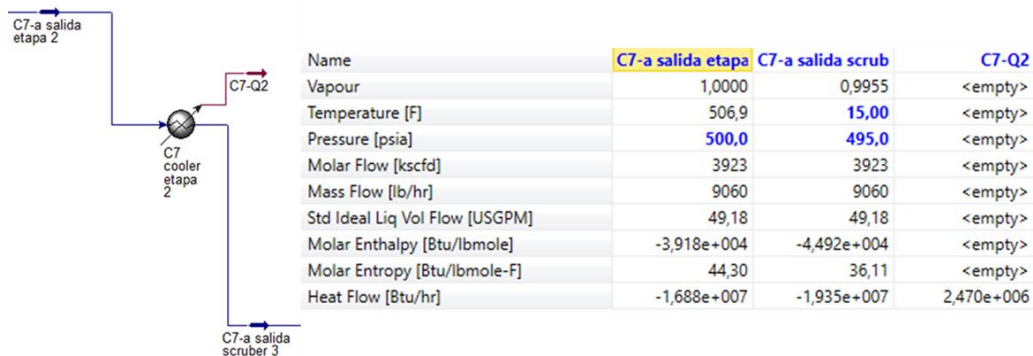 C7-a salida
etapa 2
C7-Q2
C7
cooler
etapa
2
C7-a salida
scruber 3
Name C7-a salida etapa C7-a salida scrub C7-Q2
Vapour 1,0000 0,9955 <empty>
Temperature [F] 506,9 15,00 <empty>
Pressure [psia] 500,0 495,0 <empty>
Molar Flow [kscfd] 3923 3923 <empty>
Mass Flow [lb/hr] 9060 9060 <empty>
Std Ideal Liq Vol Flow [USGPM] 49,18 49,18 <empty>
Molar Enthalpy [Btu/lbmole] -3,918e+004 -4,492e+004 <empty>
Molar Entropy [Btu/lbmole-F] 44,30 36,11 <empty>
Heat Flow [Btu/hr] -1,688e+007 -1,935e+007 2,470e+006